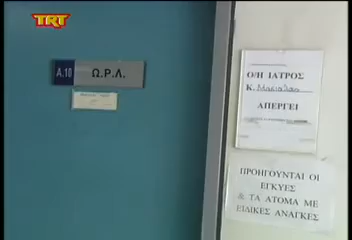 TRT
Α.10 Ω.Ρ.Λ.
Ο/Η ΙΑΤΡΟΣ
Κ.
ΑΠΕΡΓΕΙ
ΠΡΟΗΓΟΥΝΤΑΙ ΟΙ
ΕΓΚΥΕΣ
& ΤΑ ΑΤΟΜΑ ΜΕ
ΕΙΔΙΚΕΣ ΑΝΑΓΚΕΣ